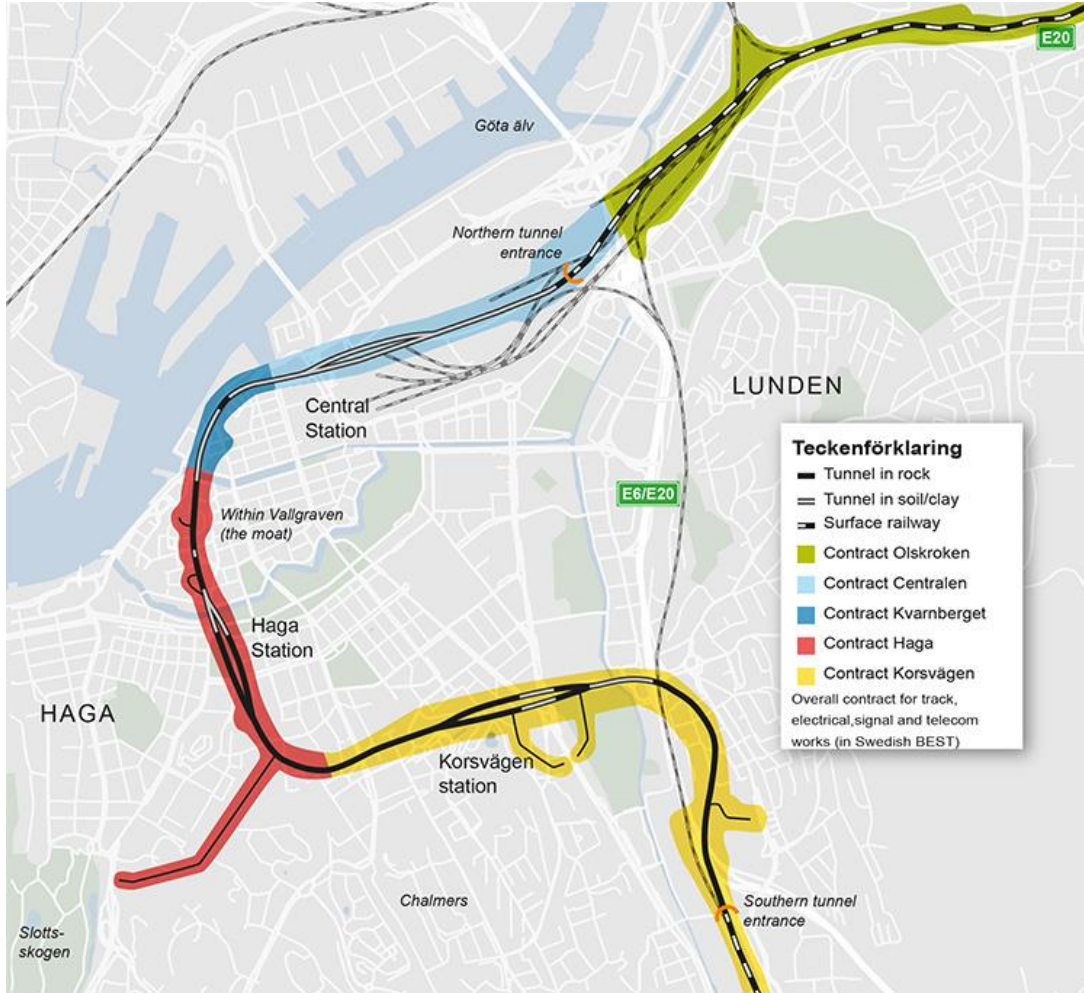 E20
Göta älv
Northern tunnel
entrance
LUNDEN
Central
Station
Teckenförklaring
Tunnel in rock
Tunnel in soil/clay
Surface railway
Contract Olskroken
Contract Centralen
Contract Kvarnberget
Contract Haga
Contract Korsvägen
Overall contract for track,
electrical,signal and telecom
works (in Swedish BEST)
E6/E20
Within Vallgraven
(the moat)
Haga
Station
HAGA
Korsvägen
station
Chalmers
Southern tunnel
entrance
Slotts-
skogen